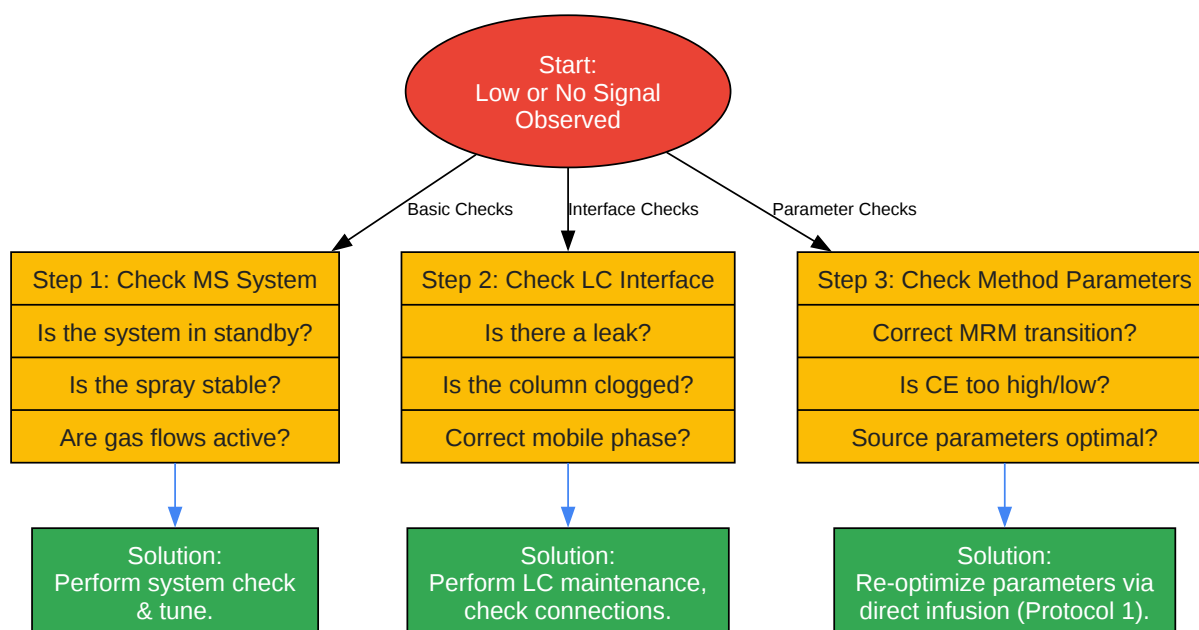 Start:
Low or No Signal
Observed
Basic Checks
Interface Checks
Parameter Checks
Step 1: Check MS System
Is the system in standby?
Is the spray stable?
Are gas flows active?
Step 2: Check LC Interface
Is there a leak?
Is the column clogged?
Correct mobile phase?
Step 3: Check Method Parameters
Correct MRM transition?
Is CE too high/low?
Source parameters optimal?
Solution:
Perform system check
& tune.
Solution:
Perform LC maintenance,
check connections.
Solution:
Re-optimize parameters via
direct infusion (Protocol 1).